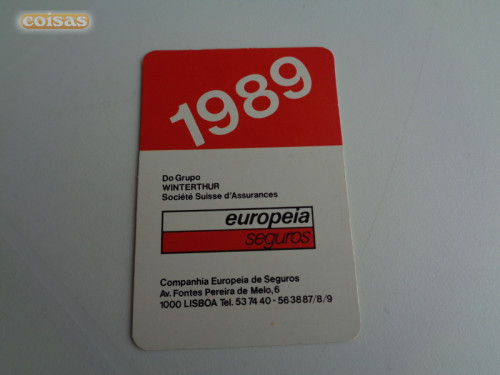 coisas
1989
Do Grupo
WINTERTHUR
Société Suisse d'Assurances
europeia
seguros
Companhia Europeia de Seguros
Av. Fontes Pereira de Melo, 6
1000 LISBOA Tel. 53 74 40 - 56 38 87/8/9